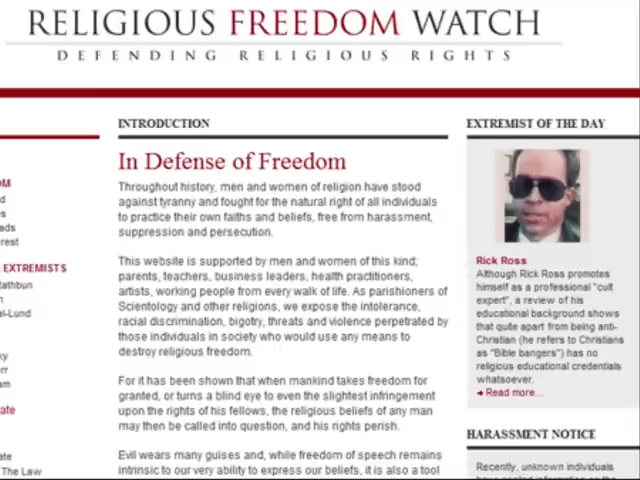 RELIGIOUS FREEDOM WATCH
DEFENDING RELIGIOUS RIGHTS
INTRODUCTION
In Defense of Freedom
Throughout history, men and women of religion have stood
against tyranny and fought for the natural right of all individuals
to practice their own faiths and beliefs, free from harassment,
suppression and persecution.
This website is supported by men and women of this kind;
parents, teachers, business leaders, health practitioners,
artists, working people from every walk of life. As parishioners of
Scientology and other religions, we expose the intolerance,
racial discrimination, bigotry, threats and violence perpetrated by
those individuals in society who would use any means to
destroy religious freedom.
For it has been shown that when mankind takes freedom for
granted, or turns a blind eye to even the slightest infringement
upon the rights of his fellows, the religious beliefs of any man
may then be called into question, and his rights perish.
Evil wears many guises and, while freedom of speech remains
intrinsic to our very ability to express our beliefs, it is also a tool
EXTREMIST OF THE DAY
Rick Ross
Although Rick Ross promotes
himself as a professional "cult
expert", a review of his
educational background shows
that quite apart from being anti-
Christian (he refers to Christians
as "Bible bangers") has no
religious educational credentials
whatsoever.
Read more...
HARASSMENT NOTICE
Recently, unknown individuals
EXTREMISTS
The Law